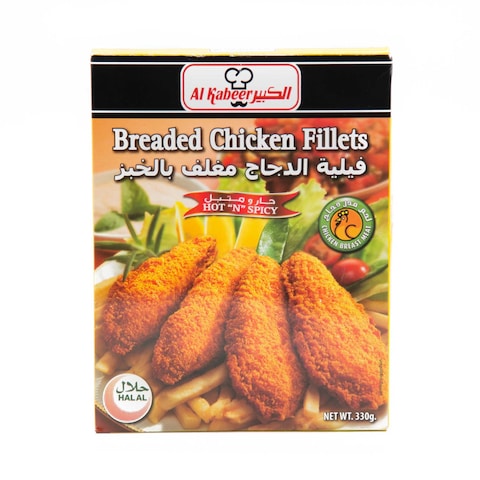 Al Kabeer الكبير
Breaded Chicken Fillets
فيلية الدجاج مغلف بالخبز
حار و متبل
HOT "N" SPICY
CHICKEN BREAST MEAT
حلال
HALAL
NET WT. 330g.